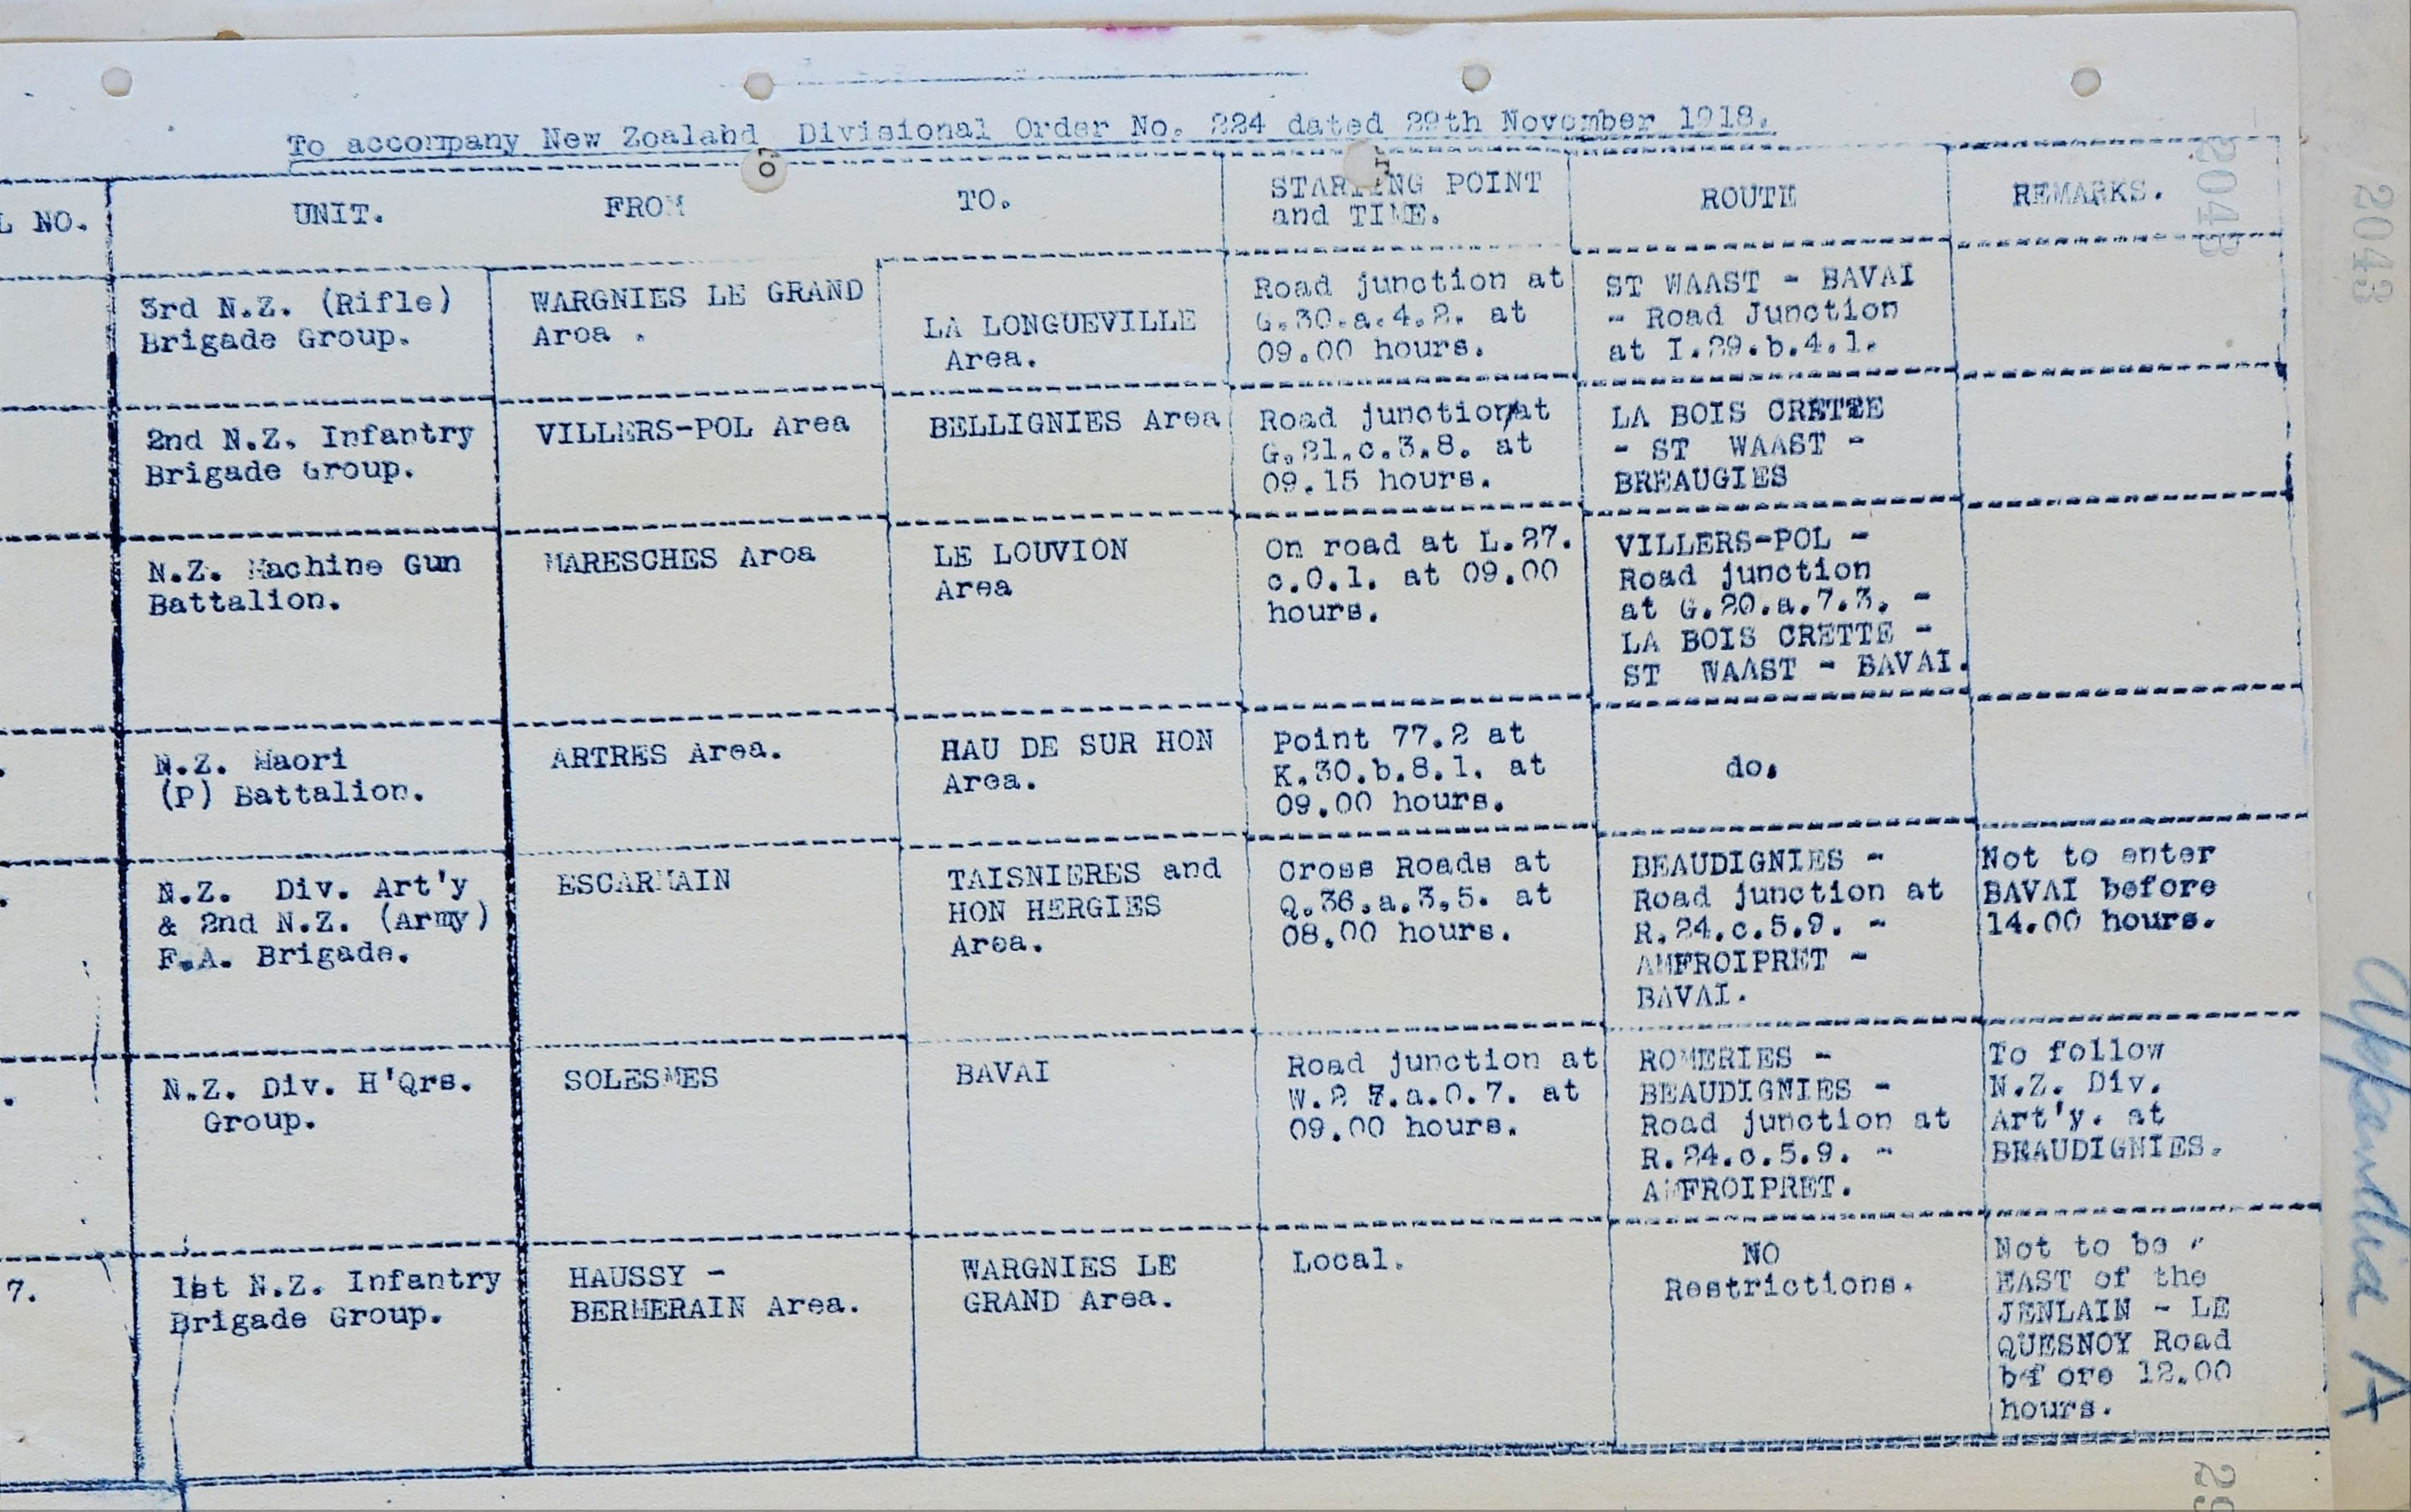 To accompany New Zoalahd Divisional Order No. 224 dated 29th November 1918.
L NO.
UNIT.
FROM
TO.
STARTING POINT
and TIME.
ROUTE
REMARKS.
3rd N.Z. (Rifle)
Brigade Group.
WARGNIES LE GRAND
Aroa .
LA LONGUEVILLE
Area.
Road junction at
G.30.a.4.2. at
09.00 hours.
ST WAAST - BAVAI
- Road Junction
at I.29.b.4.1.
2nd N.Z. Infantry
Brigade Group.
VILLERS-POL Area
BELLIGNIES Area
Road junction/at
G.21.c.3.8. at
09.15 hours.
LA BOIS CRETTE
- ST WAAST -
BREAUGIES
N.Z. Machine Gun
Battalion.
MARESCHES Aroa
LE LOUVION
Area
On road at L.27.
c.0.1. at 09.00
hours.
VILLERS-POL -
Road junction
at G.20.a.7.3. -
LA BOIS CRETTE -
ST WAAST - BAVAI.
N.Z. Maori
(P) Battalion.
ARTRES Area.
HAU DE SUR HON
Area.
Point 77.2 at
K.30.b.8.1. at
09.00 hours.
do.
N.Z. Div. Art'y
& 2nd N.Z. (Army)
F.A. Brigade.
ESCARMAIN
TAISNIERES and
HON HERGIES
Area.
Cross Roads at
Q.36.a.3.5. at
08.00 hours.
BEAUDIGNIES -
Road junction at
R.24.c.5.9. -
AMFROIPRET -
BAVAI.
Not to enter
BAVAI before
14.00 hours.
N.Z. Div. H'Qrs.
Group.
SOLESMES
BAVAI
Road junction at
W.2 7.a.0.7. at
09.00 hours.
ROMERIES -
BEAUDIGNIES -
Road junction at
R.24.c.5.9. -
AMFROIPRET.
To follow
N.Z. Div.
Art'y. at
BEAUDIGNIES.
7.
1st N.Z. Infantry
Brigade Group.
HAUSSY -
BERMERAIN Area.
WARGNIES LE
GRAND Area.
Local.
NO
Restrictions.
Not to be
EAST of the
JENLAIN - LE
QUESNOY Road
bfore 12.00
hours.
2043
2043
Appendix A